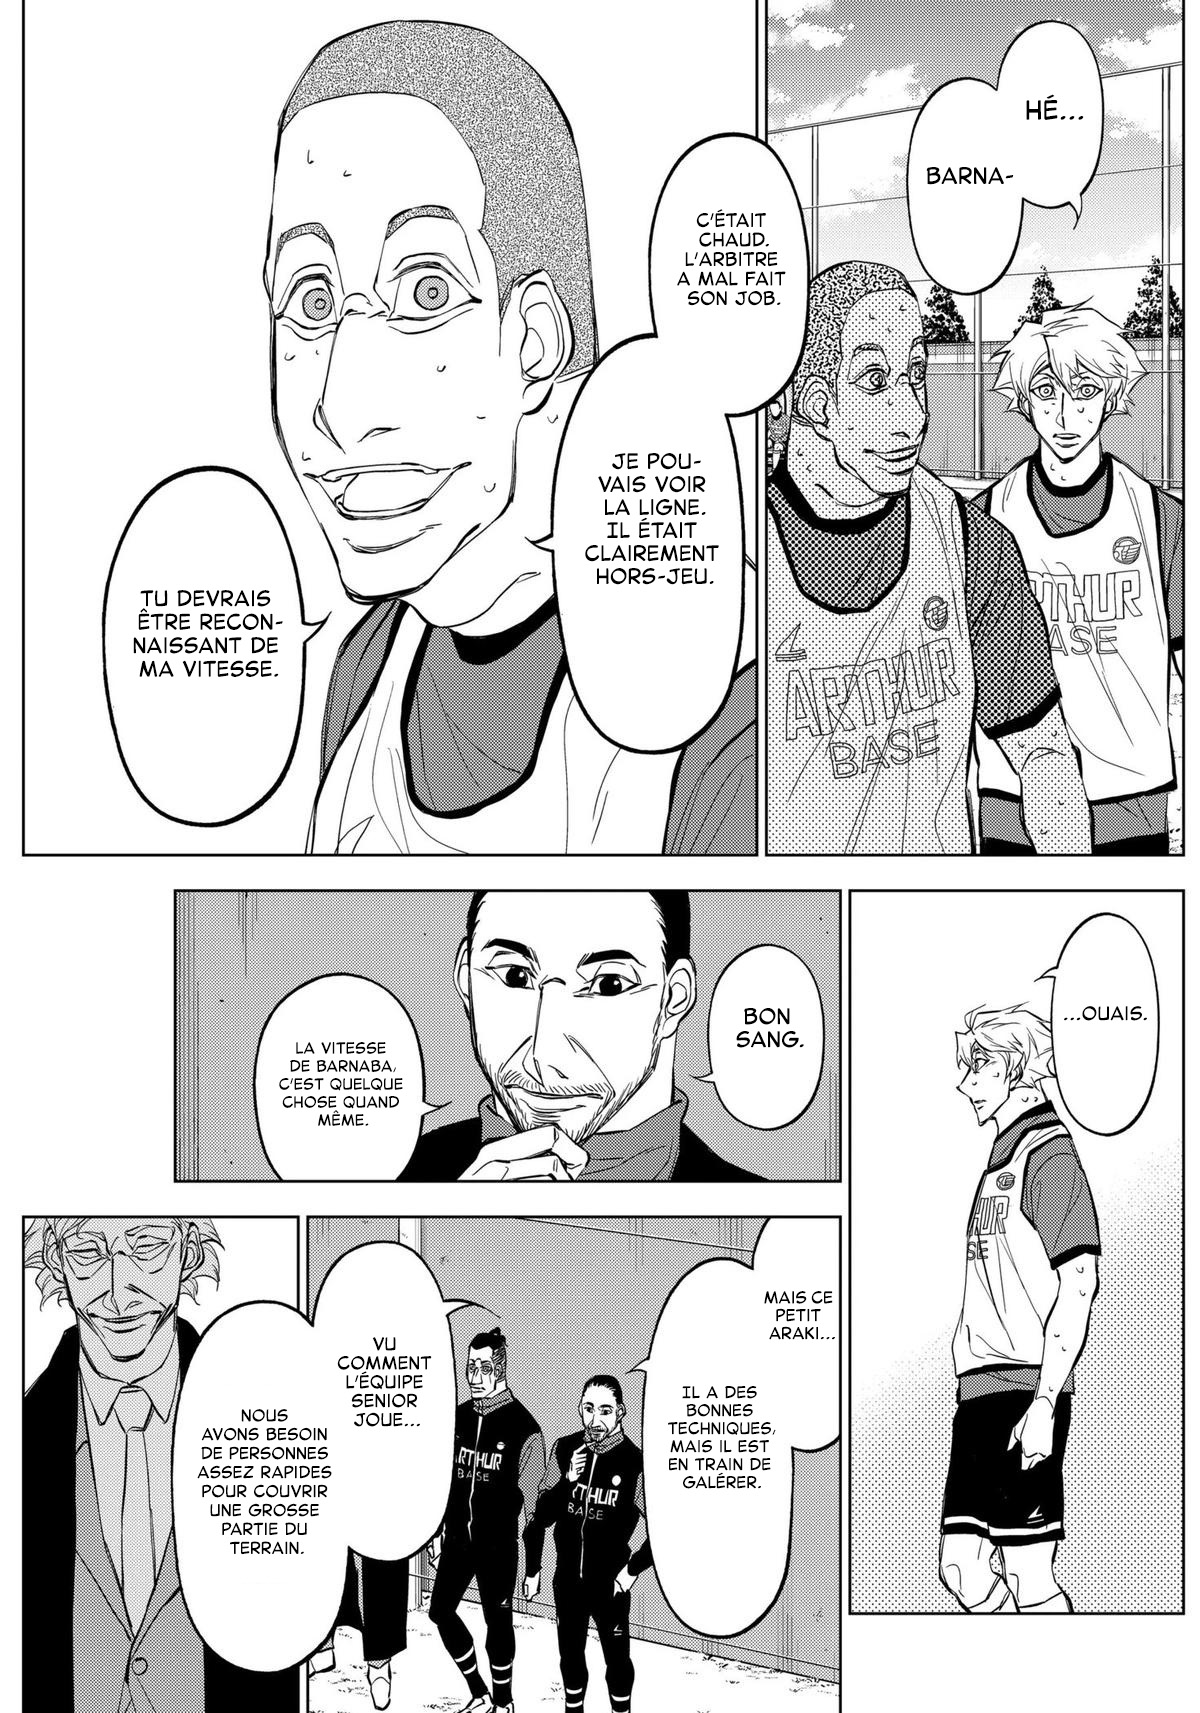 HÉ...
BARNA-
ARTHUR
BASE
ARTHUR
BASE
C'ÉTAIT
CHAUD.
L'ARBITRE
A MAL FAIT
SON JOB.
JE POU-
VAIS VOIR
LA LIGNE.
IL ÉTAIT
CLAIREMENT
HORS-JEU.
TU DEVRAIS
ÊTRE RECON-
NAISSANT DE
MA VITESSE.
...OUAIS.
THUR
SE
BON
SANG.
LA VITESSE
DE BARNABA,
C'EST QUELQUE
CHOSE QUAND
MÊME.
MAIS CE
PETIT
ARAKI...
IL A DES
BONNES
TECHNIQUES,
MAIS IL EST
EN TRAIN DE
GALÉRER.
ARTHUR
BASE
RTHUR
BASE
VU
COMMENT
L'ÉQUIPE
SENIOR
JOUE...
NOUS
AVONS BESOIN
DE PERSONNES
ASSEZ RAPIDES
POUR COUVRIR
UNE GROSSE
PARTIE DU
TERRAIN.